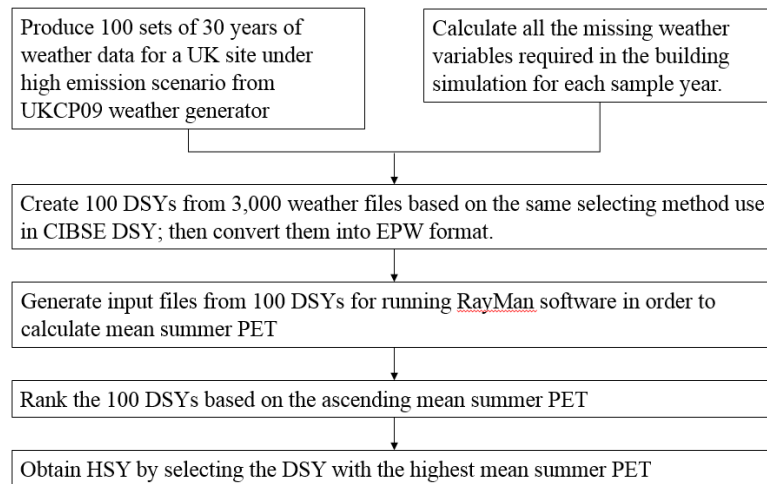 Produce 100 sets of 30 years of
weather data for a UK site under
high emission scenario from
UKCP09 weather generator
Calculate all the missing weather
variables required in the building
simulation for each sample year.
Create 100 DSYs from 3,000 weather files based on the same selecting method use
in CIBSE DSY; then convert them into EPW format.
Generate input files from 100 DSYs for running RayMan software in order to
calculate mean summer PET
Rank the 100 DSYs based on the ascending mean summer PET
Obtain HSY by selecting the DSY with the highest mean summer PET